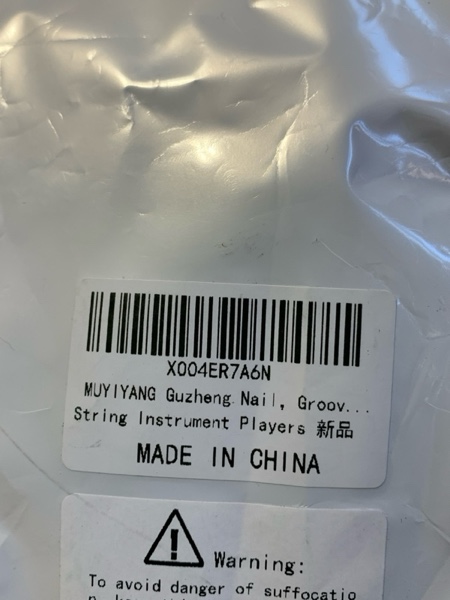 X004ER7A6N
MUYIYANG Guzheng Nail, Groov...
String Instrument Players 新品
MADE IN CHINA
Warning:
To avoid danger of suffocatio
n, keep